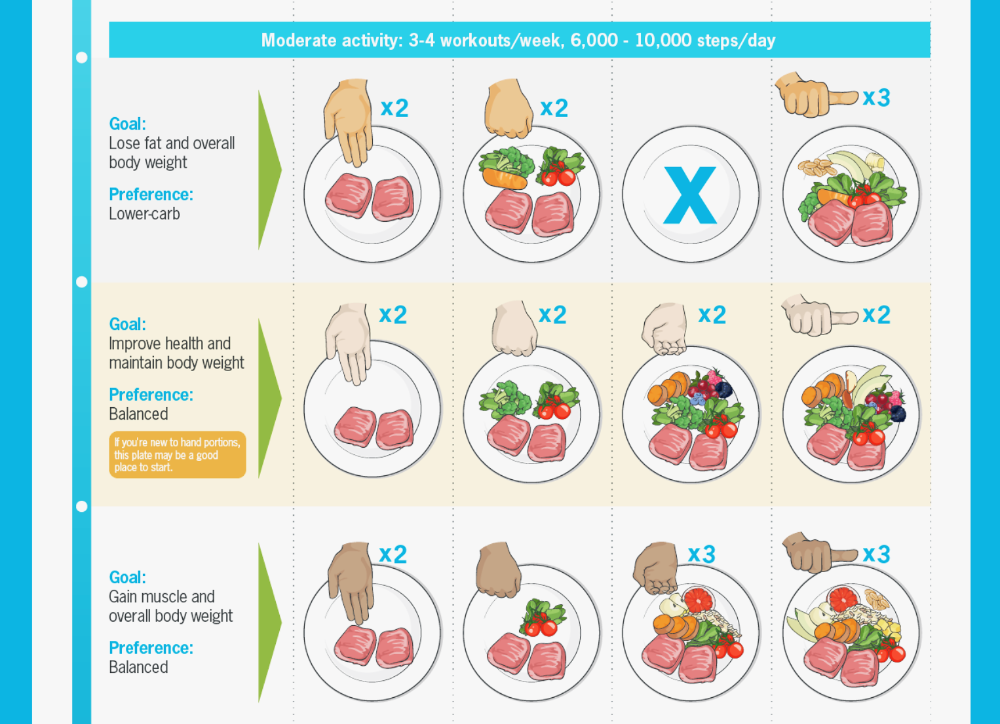 Moderate activity: 3-4 workouts/week, 6,000 - 10,000 steps/day
Goal:
Lose fat and overall
body weight
Preference:
Lower-carb
x2
x2
X
x3
Goal:
Improve health and
maintain body weight
Preference:
Balanced
If you're new to hand portions,
this plate may be a good
place to start.
x2
x2
x2
x2
Goal:
Gain muscle and
overall body weight
Preference:
Balanced
x2
x3
x3